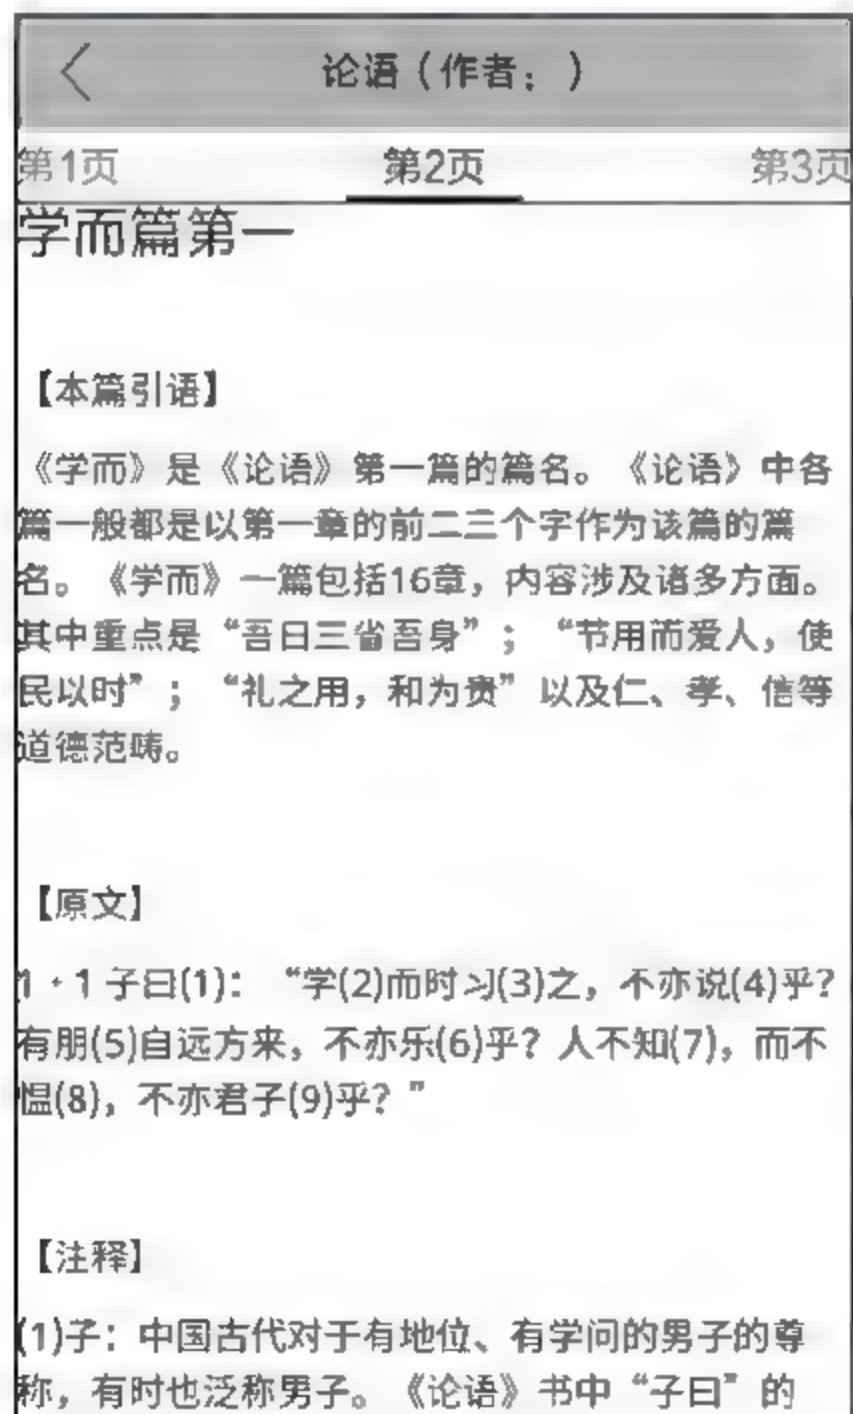 论语（作者：）
第1页 第2页 第3页
学而篇第一
【本篇引语】
《学而》是《论语》第一篇的篇名。《论语》中各
篇一般都是以第一章的前二三个字作为该篇的篇
名。《学而》一篇包括16章，内容涉及诸多方面。
其中重点是“吾日三省吾身”；“节用而爱人，使
民以时”；“礼之用，和为贵”以及仁、孝、信等
道德范畴。
【原文】
1·1 子曰(1)：“学(2)而时习(3)之，不亦说(4)乎？
有朋(5)自远方来，不亦乐(6)乎？人不知(7)，而不
愠(8)，不亦君子(9)乎？”
【注释】
(1)子：中国古代对于有地位、有学问的男子的尊
称，有时也泛称男子。《论语》书中“子曰”的